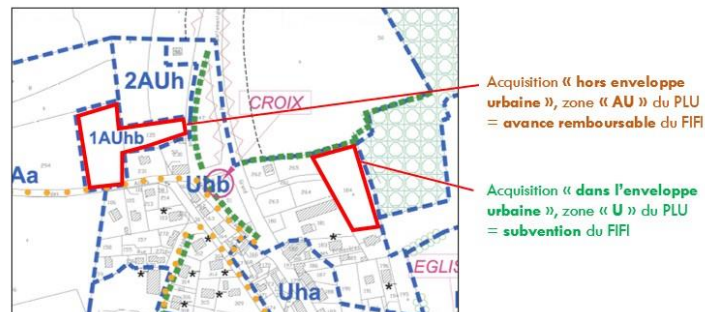 2AUh
CROIX
1AUhb
Aa
Uhb
Uha
EGLIS
Acquisition « hors enveloppe
urbaine », zone « AU » du PLU
= avance remboursable du FIFI
Acquisition « dans l'enveloppe
urbaine », zone « U » du PLU
= subvention du FIFI